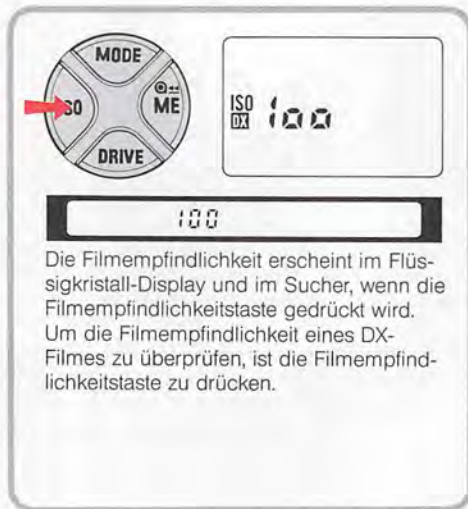 MODE
ISO
ME
DRIVE
ISO
DX 100
100
Die Filmempfindlichkeit erscheint im Flüs-
sigkristall-Display und im Sucher, wenn die
Filmempfindlichkeitstaste gedrückt wird.
Um die Filmempfindlichkeit eines DX-
Filmes zu überprüfen, ist die Filmempfind-
lichkeitstaste zu drücken.